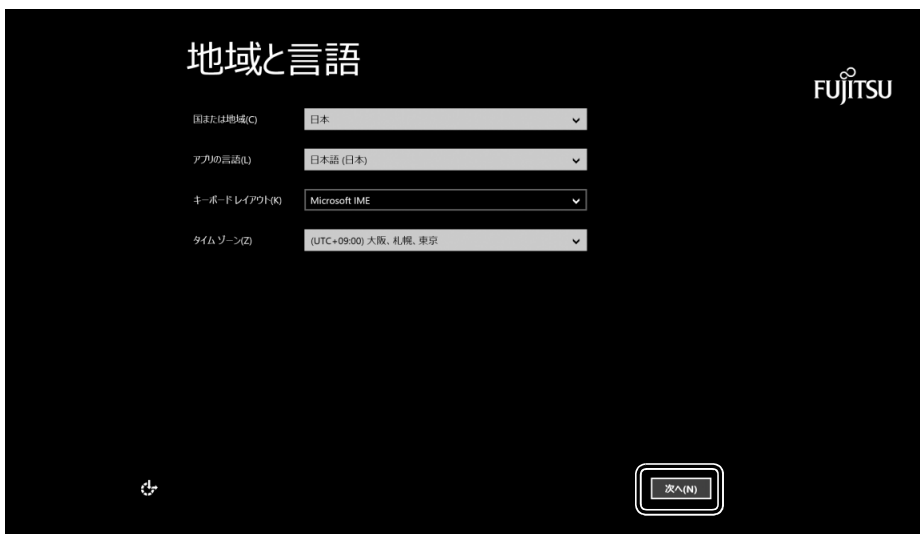 地域と言語
FUJITSU
国または地域(C) 日本
アプリの言語(L) 日本語 (日本)
キーボード レイアウト(K) Microsoft IME
タイム ゾーン(Z) (UTC+09:00) 大阪、札幌、東京
次へ(N)